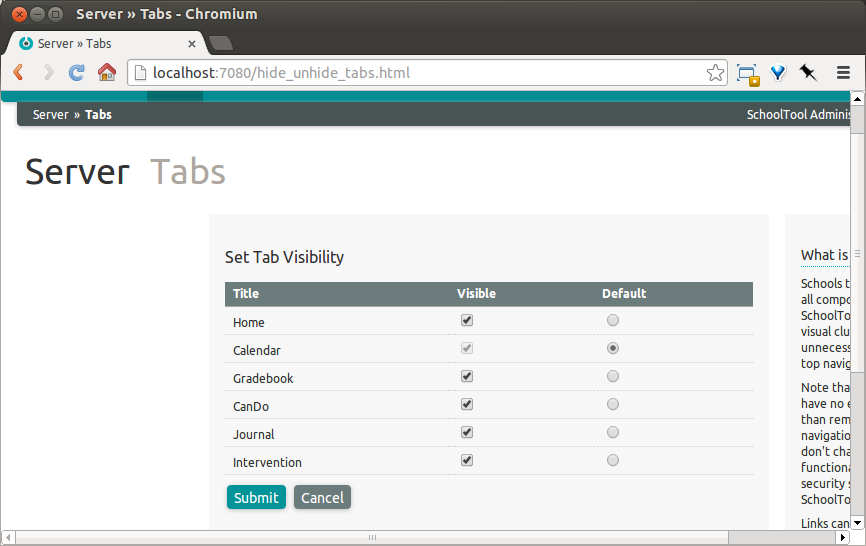 Server » Tabs - Chromium
Server » Tabs
localhost:7080/hide_unhide_tabs.html
Server » Tabs
SchoolTool Adminis
Server Tabs
Set Tab Visibility
Title Visible Default
Home
Calendar
Gradebook
CanDo
Journal
Intervention
Submit Cancel
What is
Schools t
all compo
SchoolToo
visual clu
unnecess
top navig
Note tha
have no e
than rem
navigatio
don't cha
functiona
security s
SchoolToo
Links can